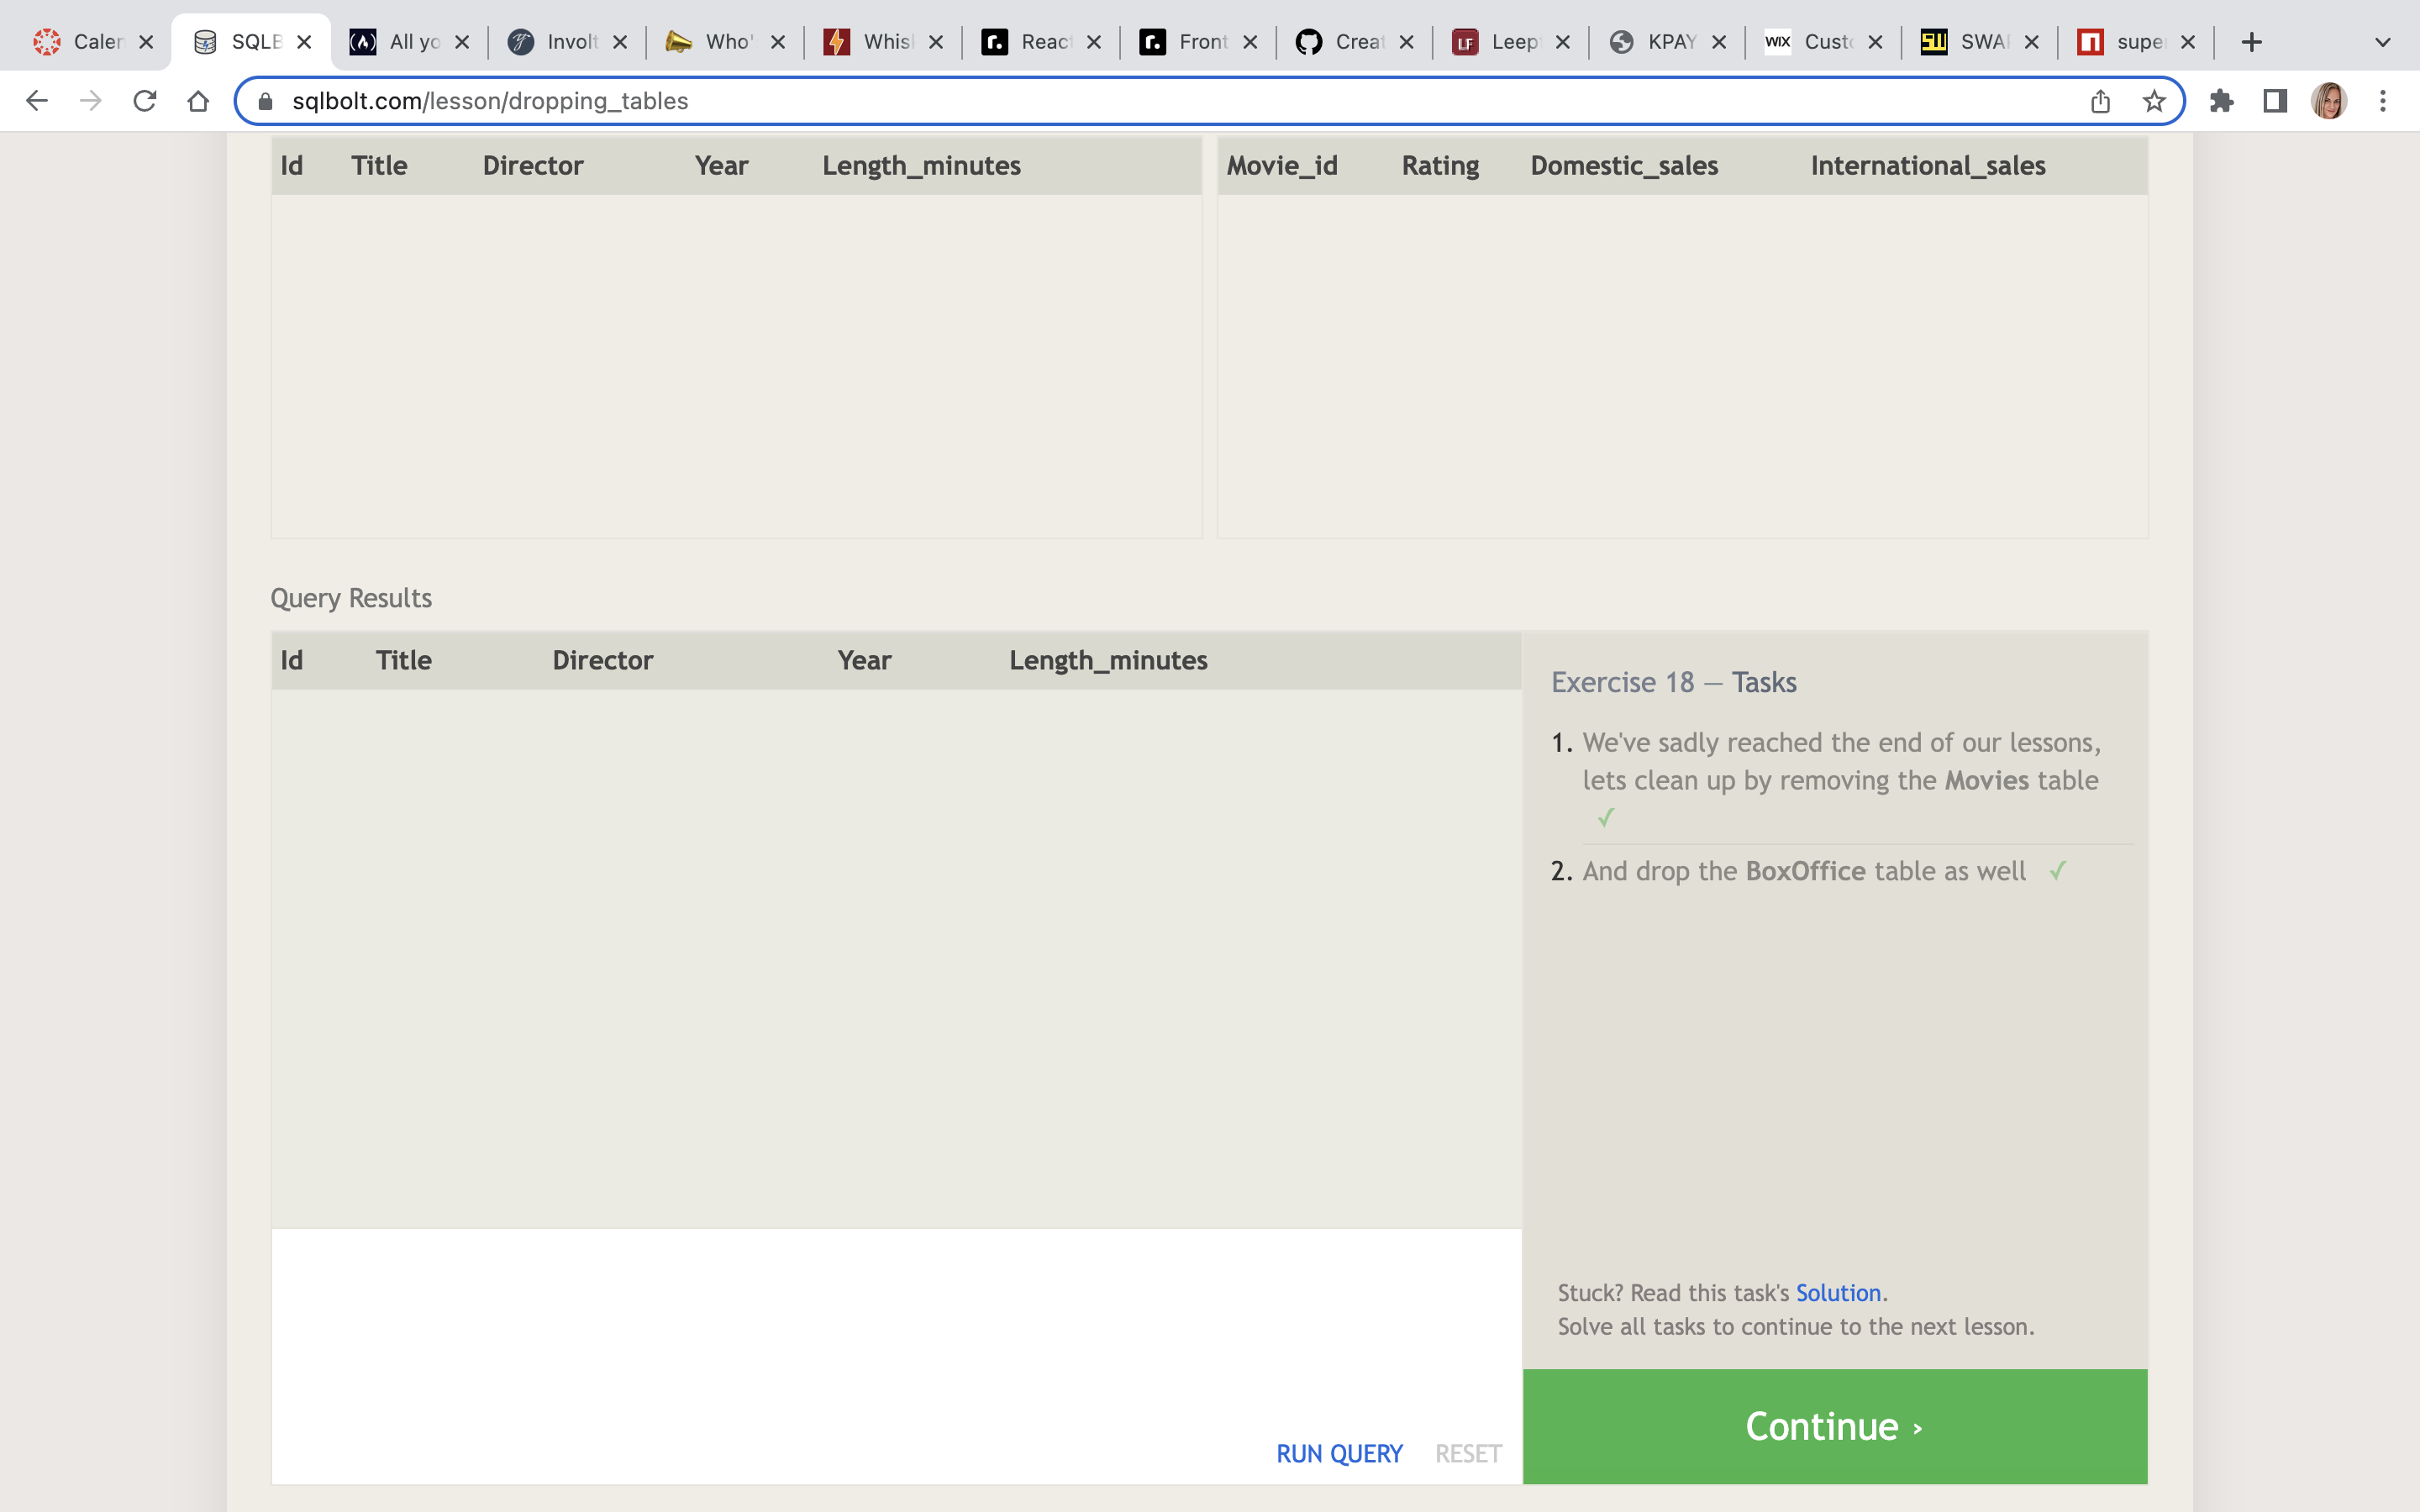 Caler
SQLB
All yo
Involt
Who'
Whisl
React
Front
Creat
Leept
KPAY
WIX Custo
SWAP
supe
sqlbolt.com/lesson/dropping_tables
Id Title Director Year Length_minutes
Movie_id Rating Domestic_sales International_sales
Query Results
Id Title Director Year Length_minutes
Exercise 18 — Tasks
1. We've sadly reached the end of our lessons,
lets clean up by removing the Movies table
✓
2. And drop the BoxOffice table as well ✓
Stuck? Read this task's Solution.
Solve all tasks to continue to the next lesson.
RUN QUERY RESET
Continue ›